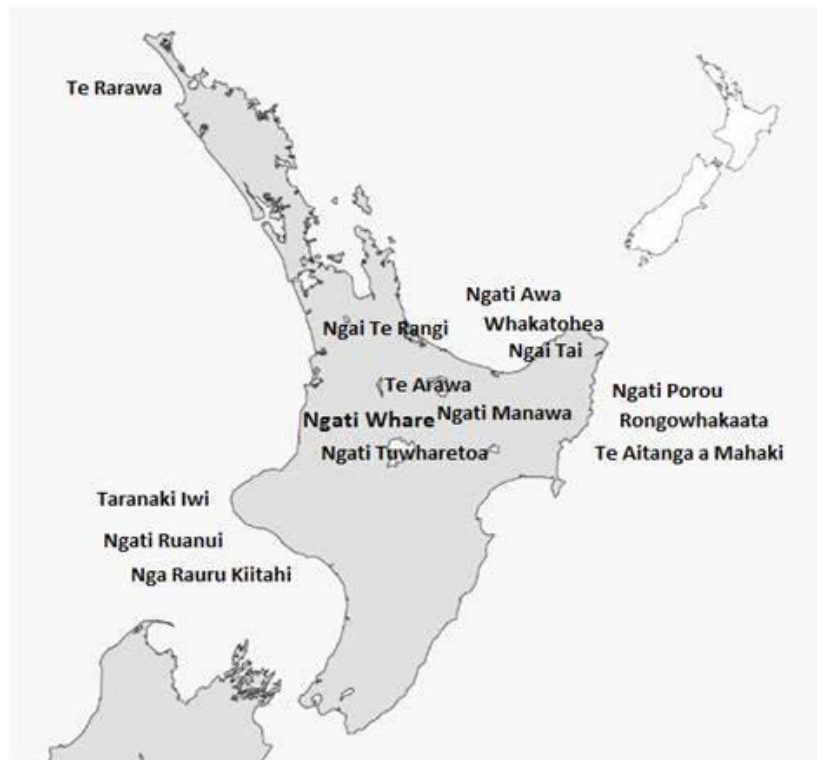 Te Rarawa
Ngati Awa
Ngai Te Rangi
Whakatohea
Ngai Tai
Te Arawa
Ngati Porou
Ngati Whare
Ngati Manawa
Rongowhakaata
Ngati Tuwharetoa
Te Aitanga a Mahaki
Taranaki Iwi
Ngati Ruanui
Nga Rauru Kiitahi